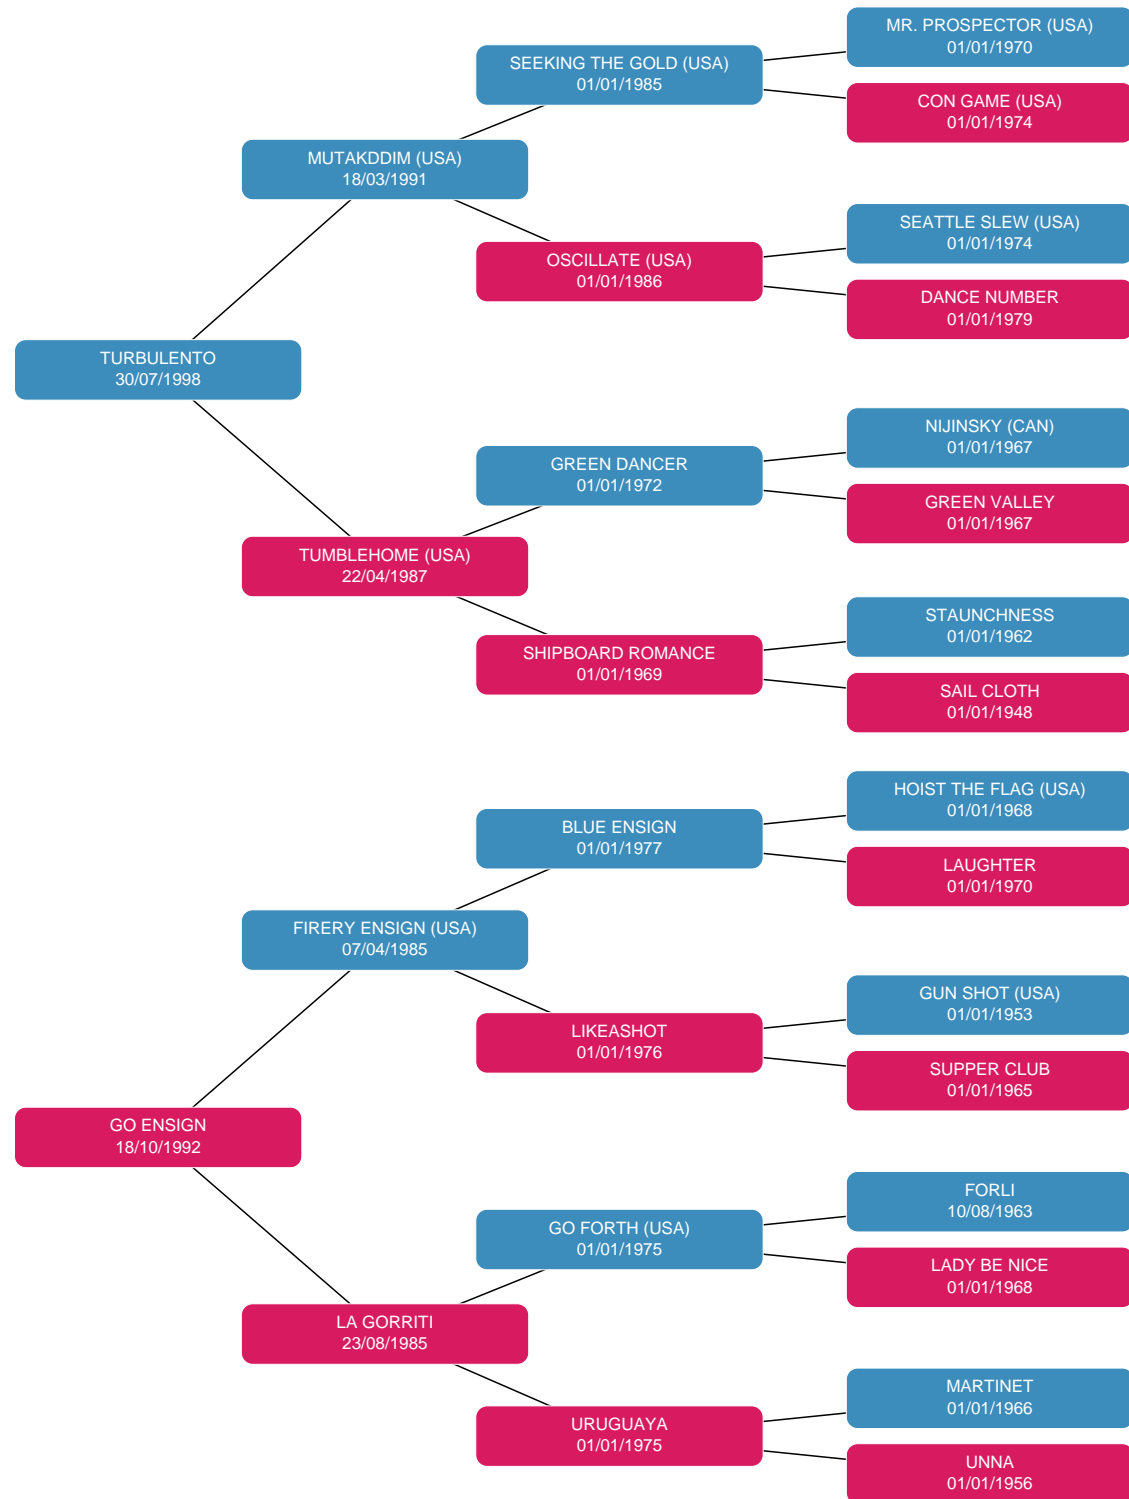 MR. PROSPECTOR (USA)
01/01/1970
SEEKING THE GOLD (USA)
01/01/1985
CON GAME (USA)
01/01/1974
MUTAKDDIM (USA)
18/03/1991
SEATTLE SLEW (USA)
01/01/1974
OSCILLATE (USA)
01/01/1986
DANCE NUMBER
01/01/1979
TURBULENTO
30/07/1998
NIJINSKY (CAN)
01/01/1967
GREEN DANCER
01/01/1972
GREEN VALLEY
01/01/1967
TUMBLEHOME (USA)
22/04/1987
STAUNCHNESS
01/01/1962
SHIPBOARD ROMANCE
01/01/1969
SAIL CLOTH
01/01/1948
HOIST THE FLAG (USA)
01/01/1968
BLUE ENSIGN
01/01/1977
LAUGHTER
01/01/1970
FIRERY ENSIGN (USA)
07/04/1985
GUN SHOT (USA)
01/01/1953
LIKEASHOT
01/01/1976
SUPPER CLUB
01/01/1965
GO ENSIGN
18/10/1992
FORLI
10/08/1963
GO FORTH (USA)
01/01/1975
LADY BE NICE
01/01/1968
LA GORRITI
23/08/1985
MARTINET
01/01/1966
URUGUAYA
01/01/1975
UNNA
01/01/1956